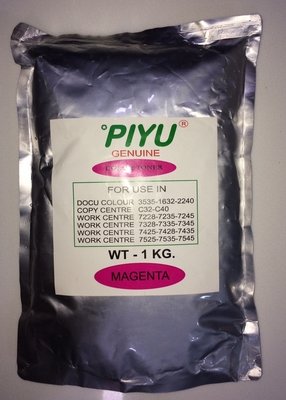 °PIYU®
GENUINE
TONER
FOR USE IN
DOCU COLOUR 3535-1632-2240
COPY CENTRE C32-C40
WORK CENTRE 7228-7235-7245
WORK CENTRE 7328-7335-7345
WORK CENTRE 7425-7428-7435
WORK CENTRE 7525-7535-7545
WT - 1 KG.
MAGENTA